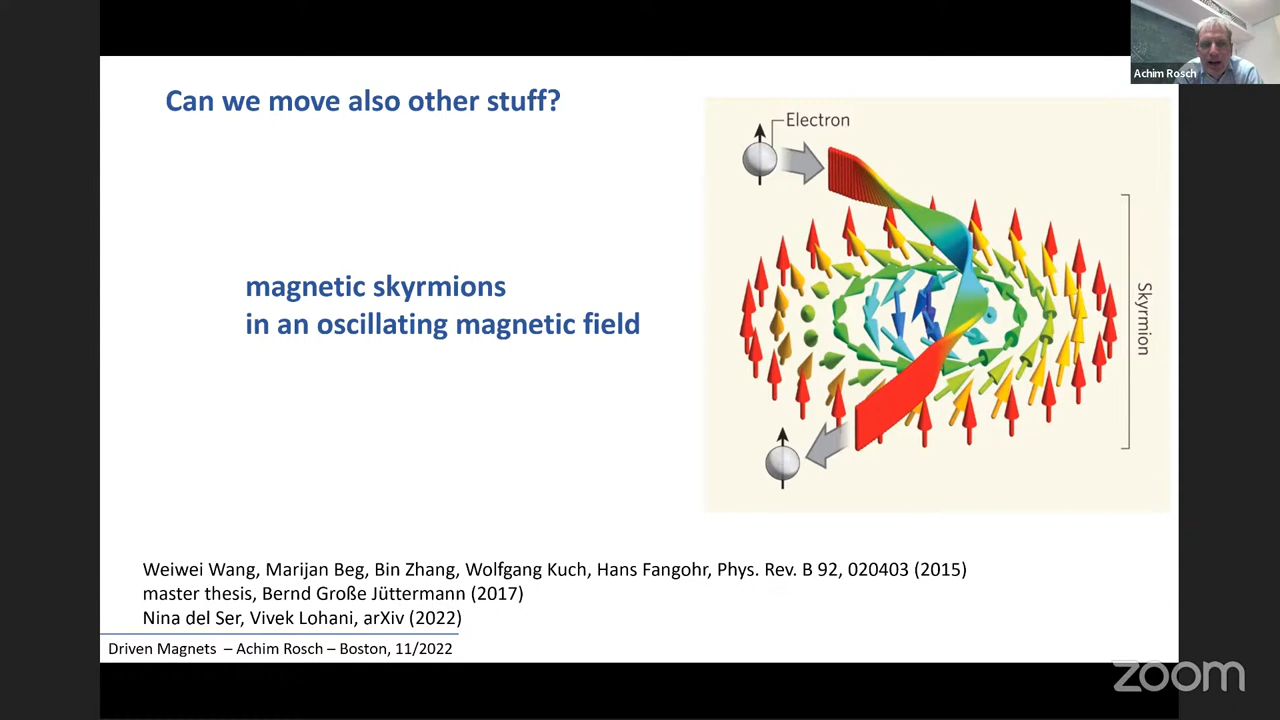 Achim Rosch
Can we move also other stuff?
Electron
magnetic skyrmions
in an oscillating magnetic field
Skyrmion
Weiwei Wang, Marijan Beg, Bin Zhang, Wolfgang Kuch, Hans Fangohr, Phys. Rev. B 92, 020403 (2015)
master thesis, Bernd Große Jüttermann (2017)
Nina del Ser, Vivek Lohani, arXiv (2022)
Driven Magnets – Achim Rosch – Boston, 11/2022
zoom